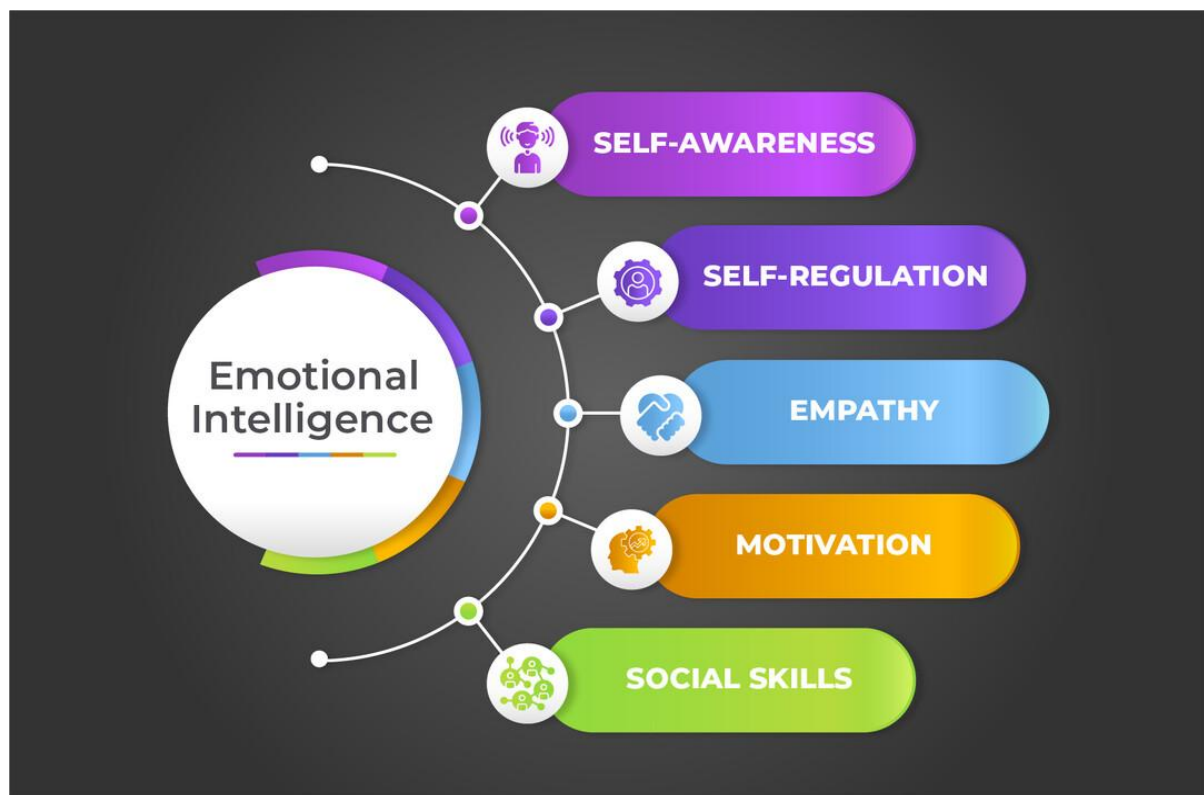 Emotional
Intelligence
SELF-AWARENESS
SELF-REGULATION
EMPATHY
MOTIVATION
SOCIAL SKILLS